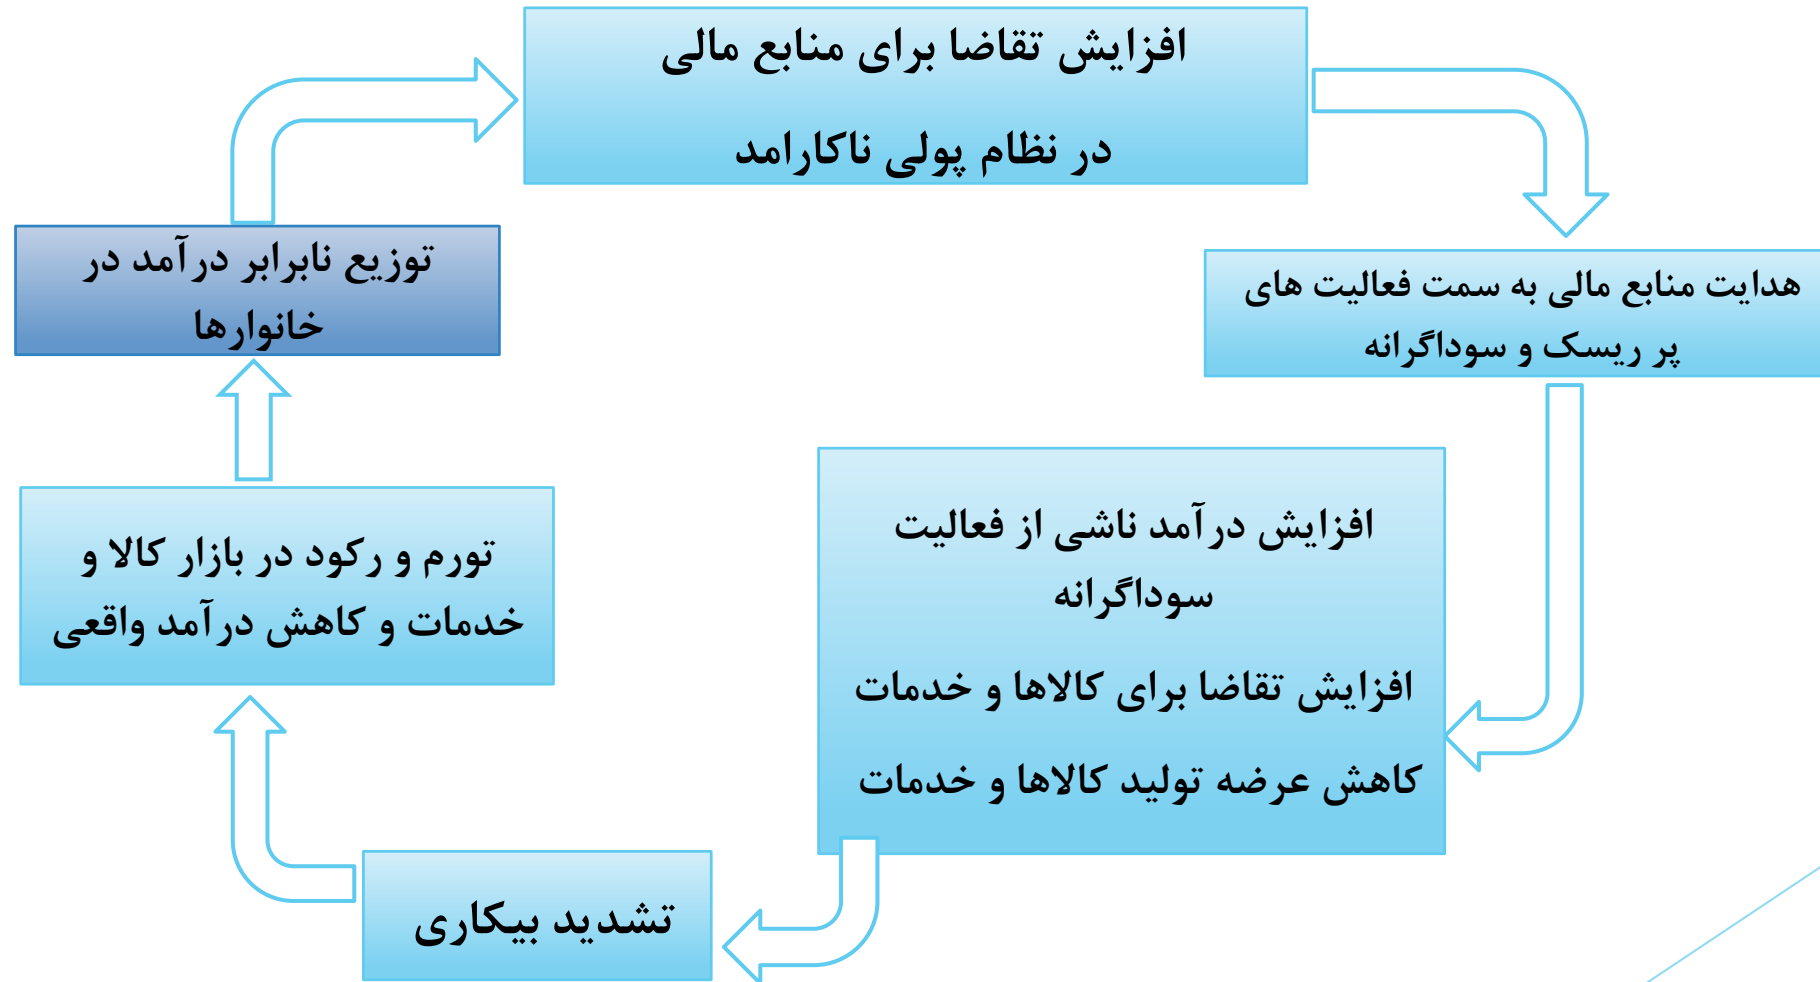 افزایش تقاضا برای منابع مالی
در نظام پولی ناکارامد
هدایت منابع مالی به سمت فعالیت های
پر ریسک و سوداگرانه
افزایش درآمد ناشی از فعالیت
سوداگرانه
افزایش تقاضا برای کالاها و خدمات
کاهش عرضه تولید کالاها و خدمات
تشدید بیکاری
تورم و رکود در بازار کالا و
خدمات و کاهش درآمد واقعی
توزیع نابرابر درآمد در
خانوارها